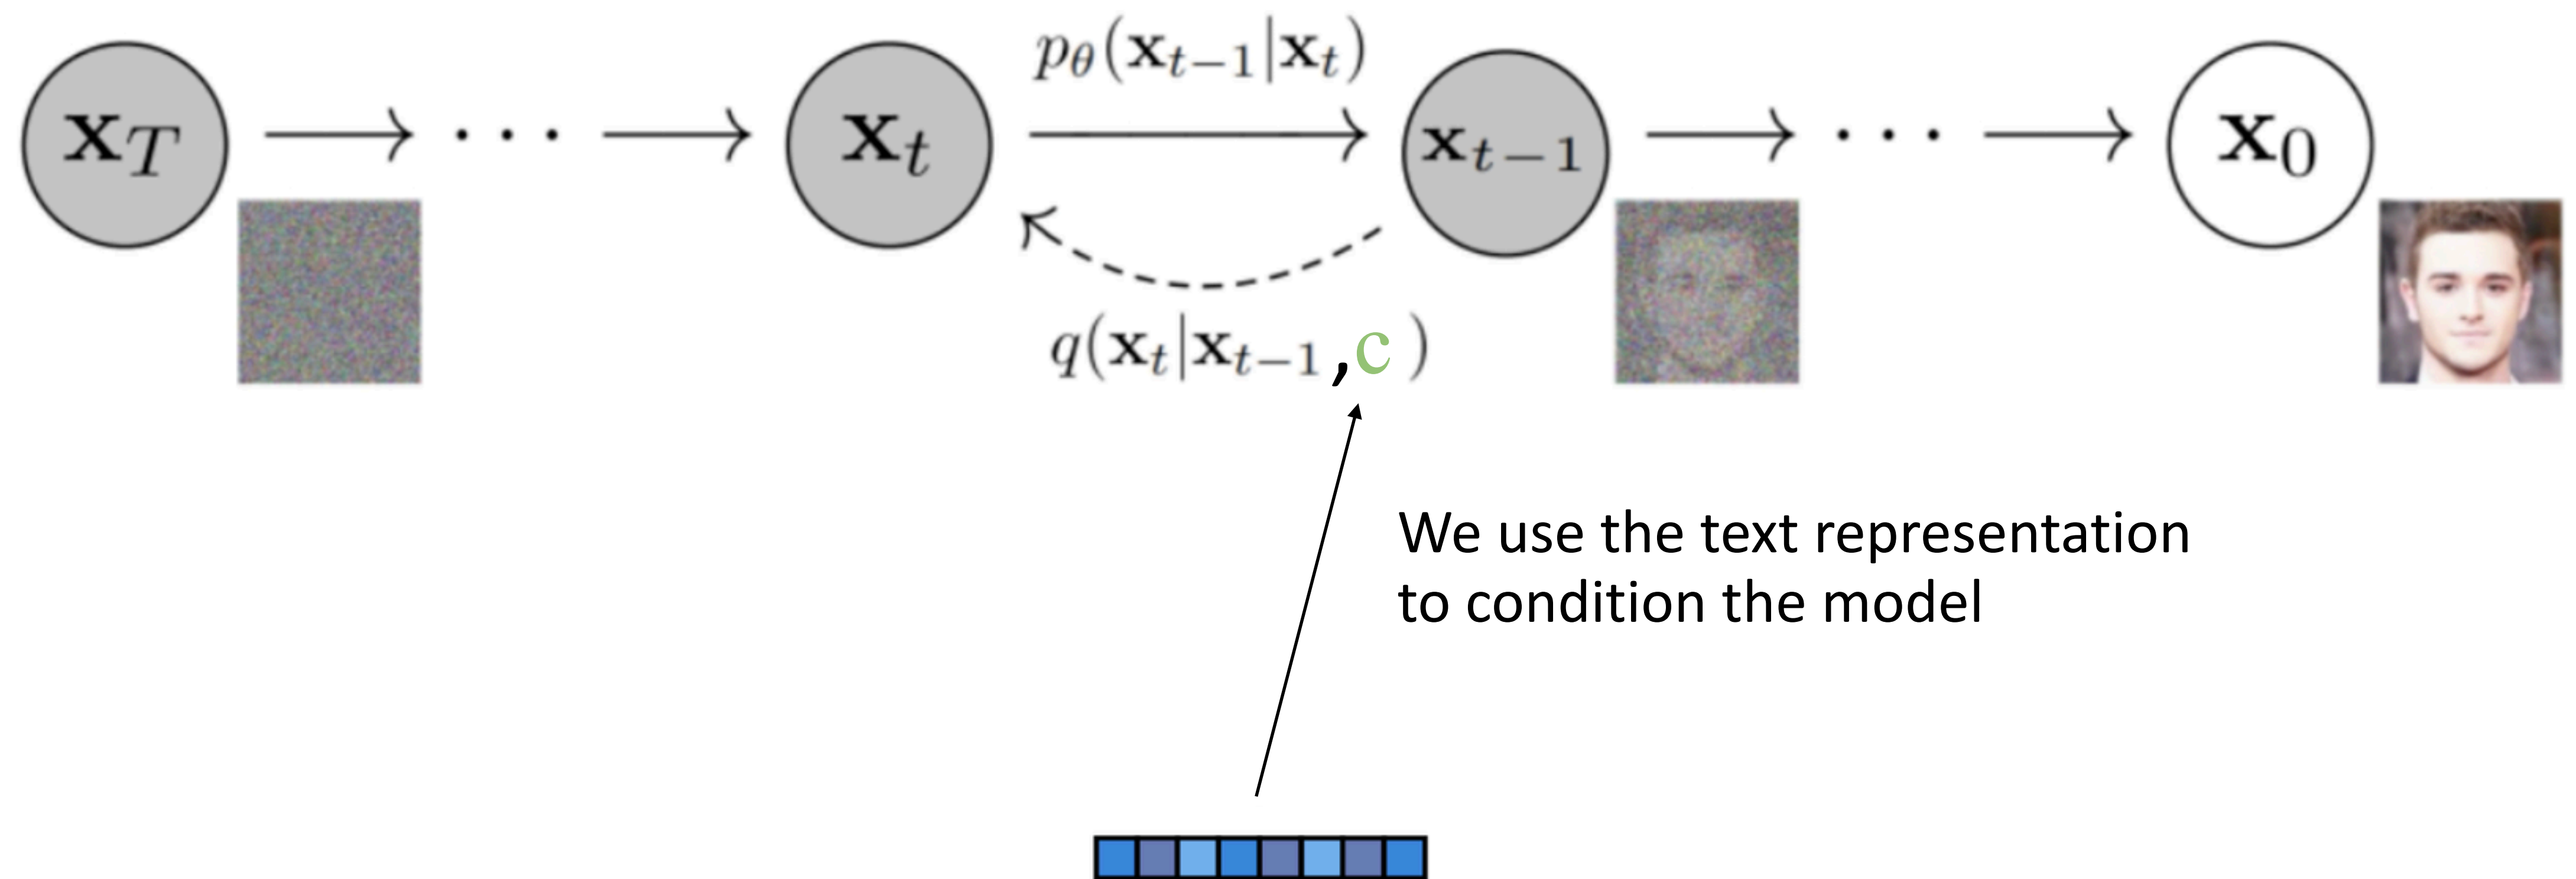 p_θ(x_{t−1}|x_t)
x_T → · · · → x_t → x_{t−1} → · · · → x_0
q(x_t|x_{t−1},c)
We use the text representation
to condition the model